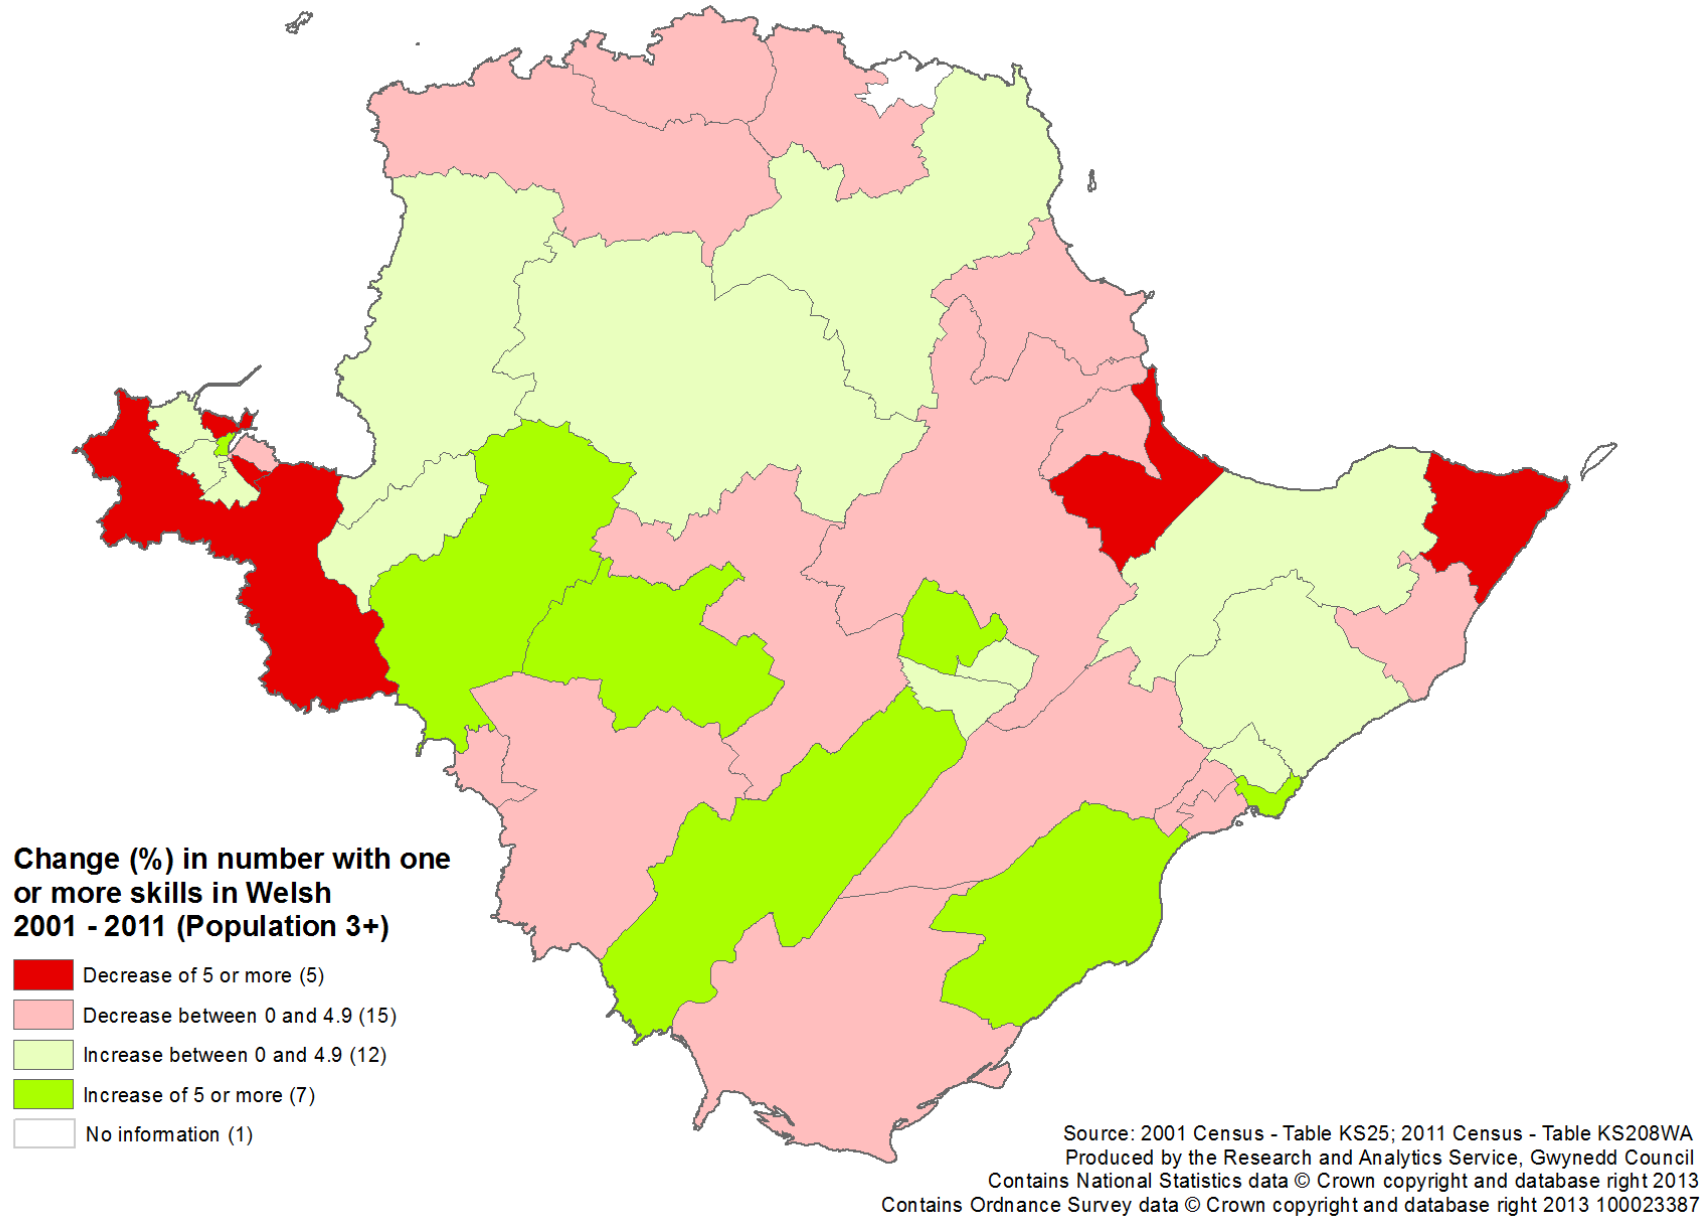 Change (%) in number with one
or more skills in Welsh
2001 - 2011 (Population 3+)
Decrease of 5 or more (5)
Decrease between 0 and 4.9 (15)
Increase between 0 and 4.9 (12)
Increase of 5 or more (7)
No information (1)
Source: 2001 Census - Table KS25; 2011 Census - Table KS208WA
Produced by the Research and Analytics Service, Gwynedd Council
Contains National Statistics data © Crown copyright and database right 2013
Contains Ordnance Survey data © Crown copyright and database right 2013 100023387